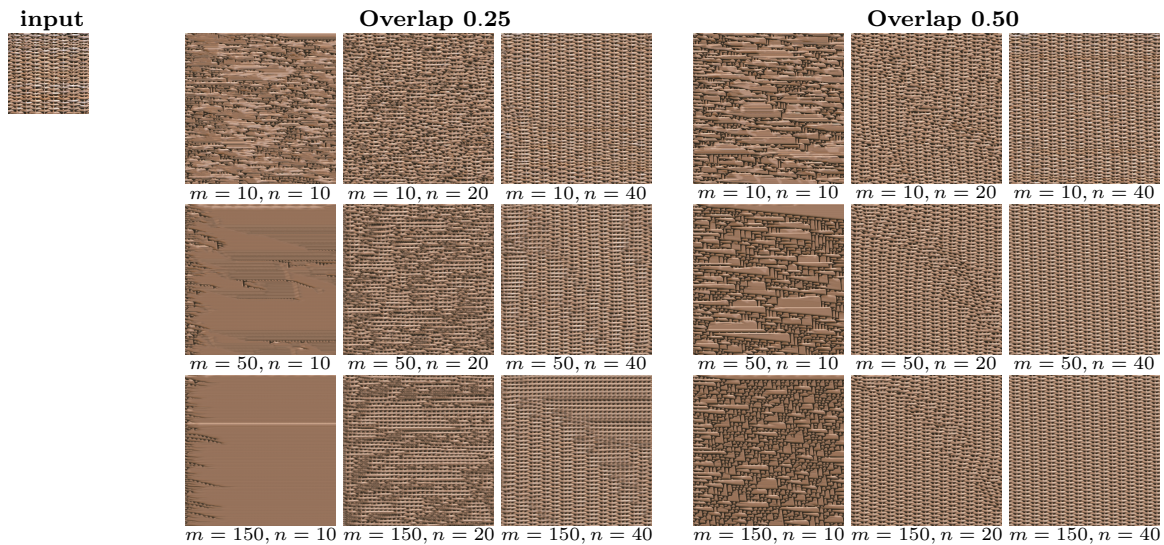 input Overlap 0.25 Overlap 0.50
m = 10, n = 10 m = 10, n = 20 m = 10, n = 40 m = 10, n = 10 m = 10, n = 20 m = 10, n = 40
m = 50, n = 10 m = 50, n = 20 m = 50, n = 40 m = 50, n = 10 m = 50, n = 20 m = 50, n = 40
m = 150, n = 10 m = 150, n = 20 m = 150, n = 40 m = 150, n = 10 m = 150, n = 20 m = 150, n = 40